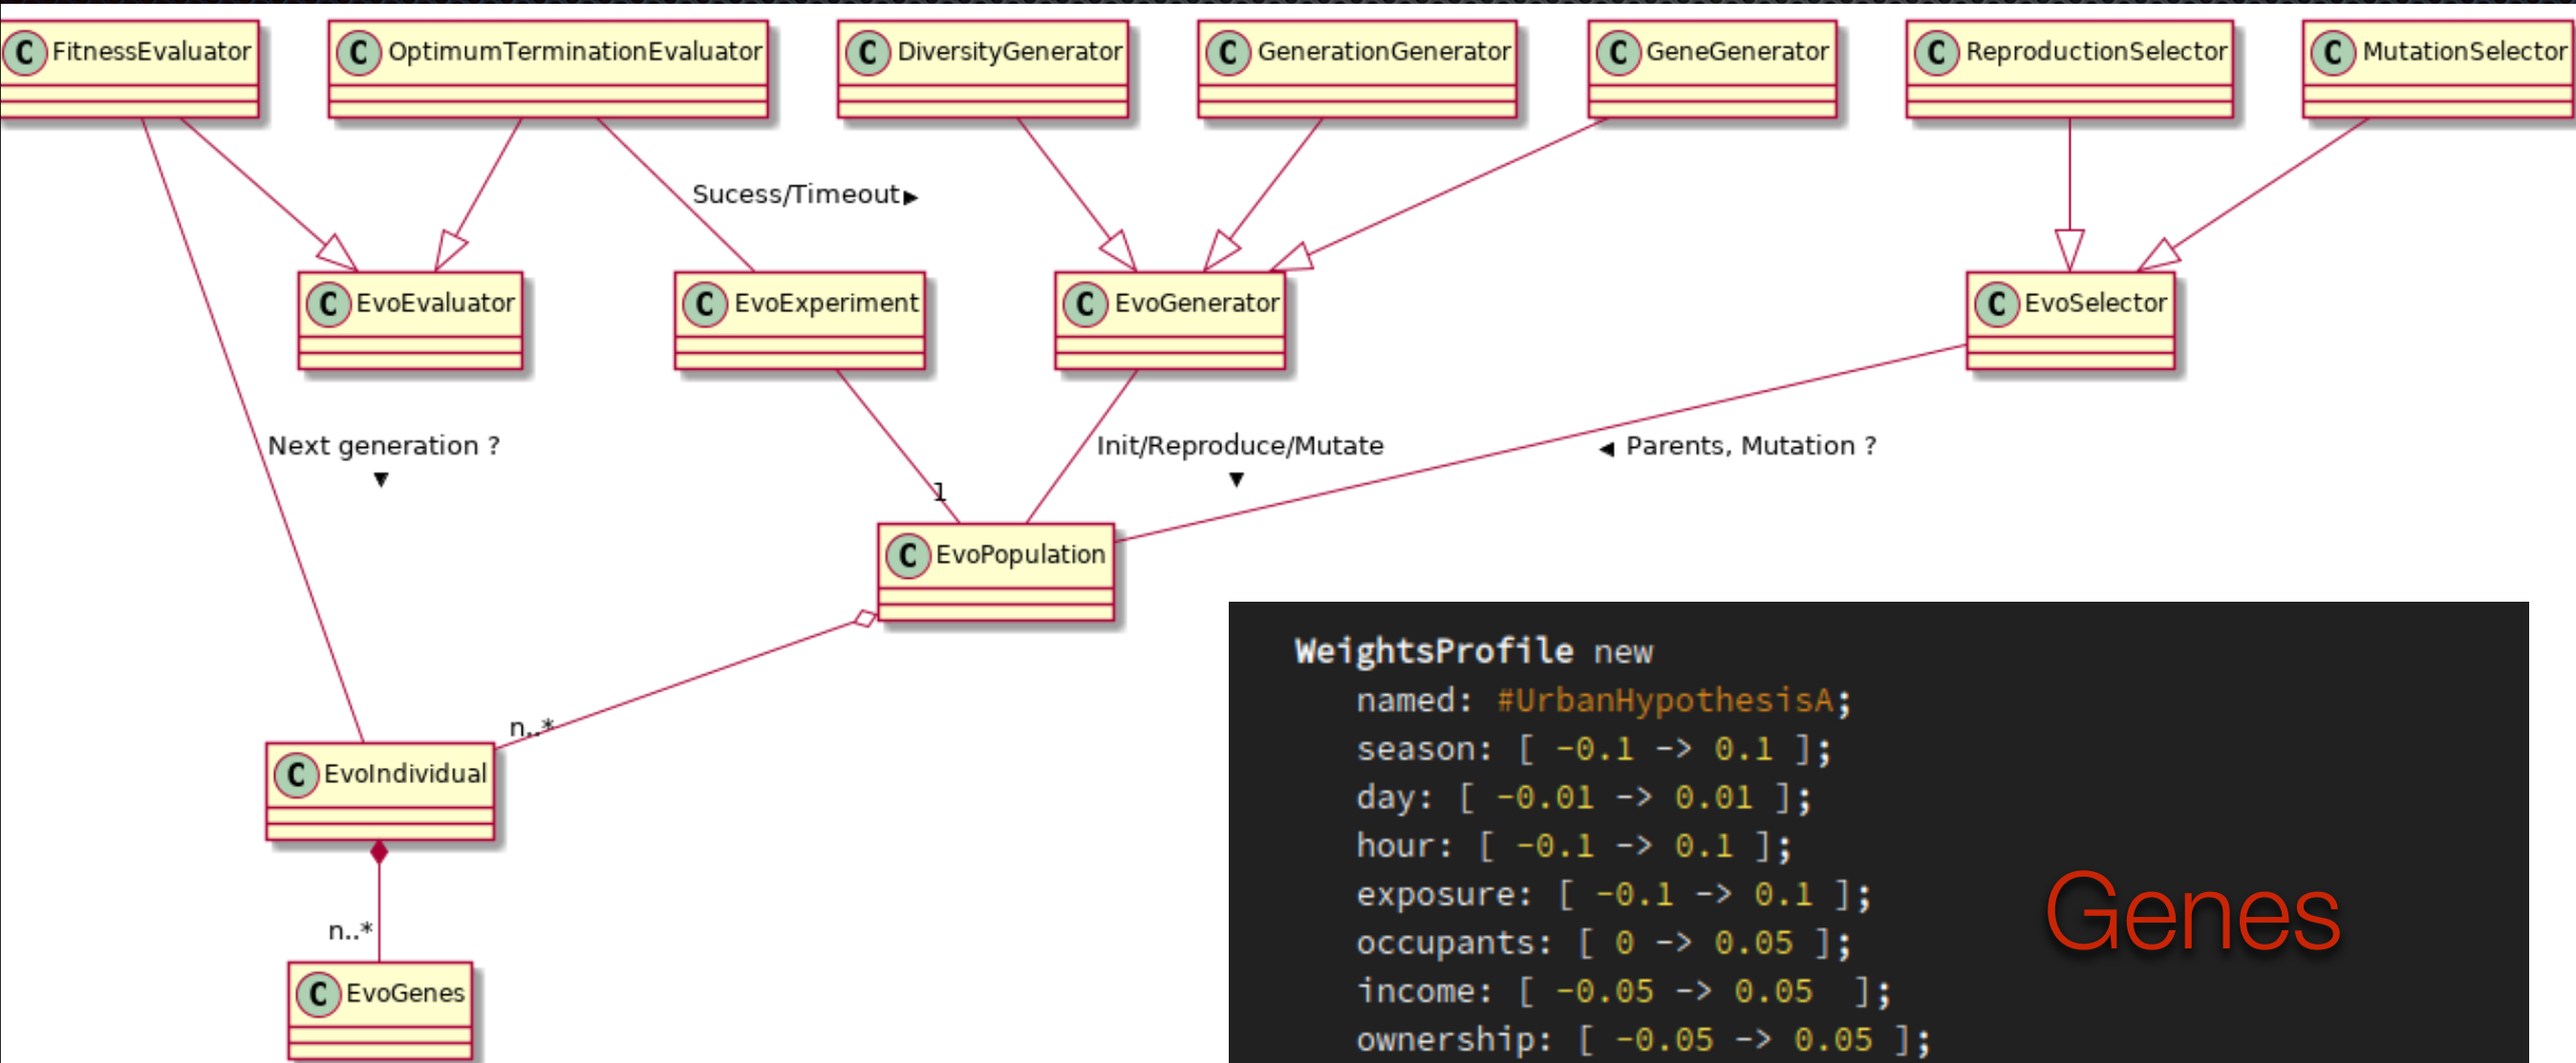 C FitnessEvaluator
C OptimumTerminationEvaluator
C DiversityGenerator
C GenerationGenerator
C GeneGenerator
C ReproductionSelector
C MutationSelector
Sucess/Timeout
C EvoEvaluator
C EvoExperiment
C EvoGenerator
C EvoSelector
Next generation ?
Init/Reproduce/Mutate
Parents, Mutation ?
1
C EvoPopulation
n..*
C EvoIndividual
n..*
C EvoGenes
WeightsProfile new
named: #UrbanHypothesisA;
season: [ -0.1 -> 0.1 ];
day: [ -0.01 -> 0.01 ];
hour: [ -0.1 -> 0.1 ];
exposure: [ -0.1 -> 0.1 ];
occupants: [ 0 -> 0.05 ];
income: [ -0.05 -> 0.05  ];
ownership: [ -0.05 -> 0.05 ];
Genes